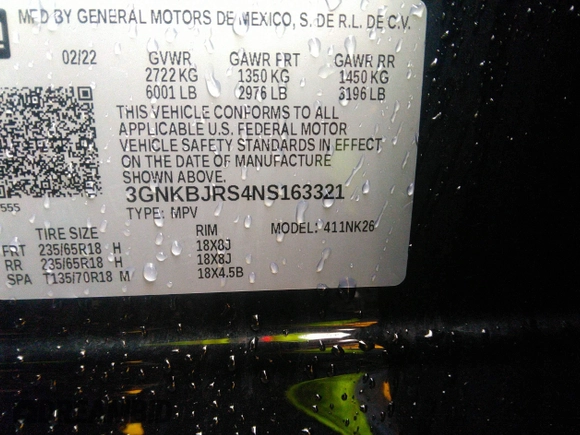 MFD BY GENERAL MOTORS DE MEXICO, S. DE R.L. DE C.V.
02/22 GVWR GAWR FRT GAWR RR
2722 KG 1350 KG 1450 KG
6001 LB 2976 LB 3196 LB
THIS VEHICLE CONFORMS TO ALL
APPLICABLE U.S. FEDERAL MOTOR
VEHICLE SAFETY STANDARDS IN EFFECT
ON THE DATE OF MANUFACTURE
SHOWN ABOVE.
3GNKBJRS4NS163321
TYPE: MPV MODEL: 411NK26
TIRE SIZE RIM
FRT 235/65R18 H 18X8J
RR 235/65R18 H 18X8J
SPA T135/70R18 M 18X4.5B